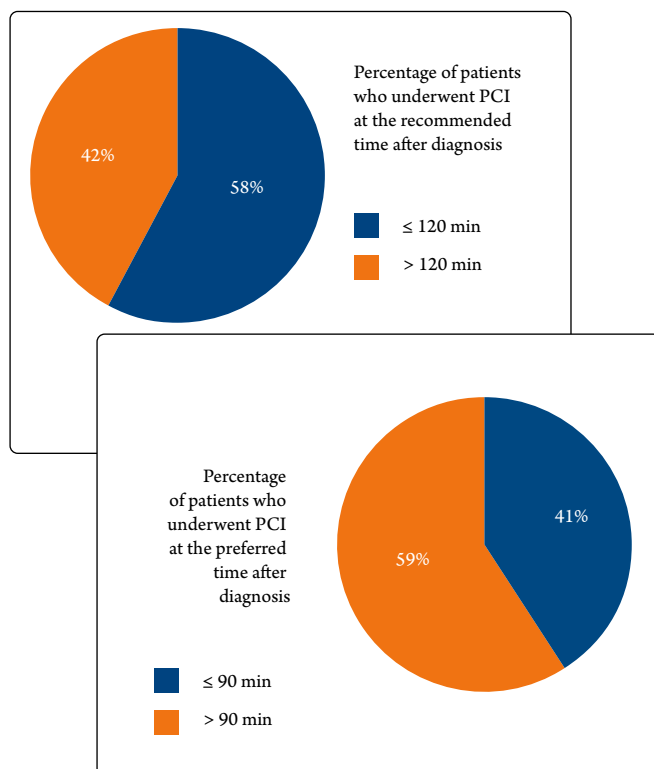 Percentage of patients
who underwent PCI
at the recommended
time after diagnosis
42%
58%
≤ 120 min
> 120 min
Percentage
of patients who
underwent PCI
at the preferred
time after
diagnosis
41%
59%
≤ 90 min
> 90 min